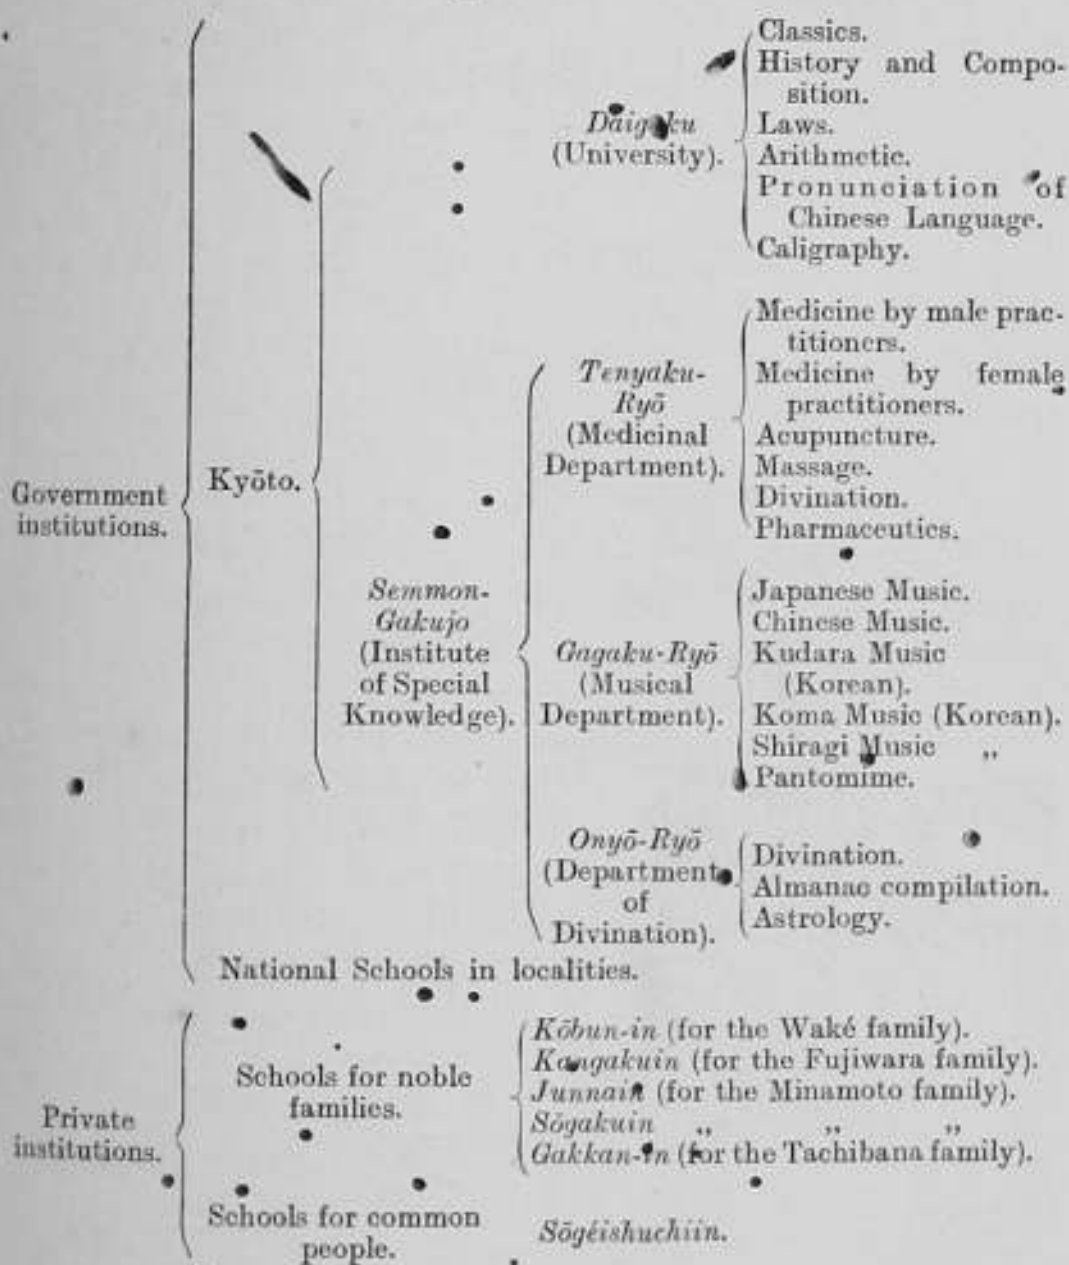 Government
institutions.
Kyōto.
Daigaku
(University).
Classics.
History and Compo-
sition.
Laws.
Arithmetic.
Pronunciation of
Chinese Language.
Caligraphy.
Semmon-
Gakujo
(Institute
of Special
Knowledge).
Tenyaku-
Ryō
(Medicinal
Department).
Medicine by male prac-
titioners.
Medicine by female
practitioners.
Acupuncture.
Massage.
Divination.
Pharmaceutics.
Gagaku-Ryō
(Musical
Department).
Japanese Music.
Chinese Music.
Kudara Music
(Korean).
Koma Music (Korean).
Shiragi Music „
Pantomime.
Onyō-Ryō
(Department
of
Divination).
Divination.
Almanac compilation.
Astrology.
National Schools in localities.
Private
institutions.
Schools for noble
families.
Kōbun-in (for the Waké family).
Kangakuin (for the Fujiwara family).
Junnain (for the Minamoto family).
Sōgakuin „ „ „
Gakkan-in (for the Tachibana family).
Schools for common
people.
Sōgéishuchiin.